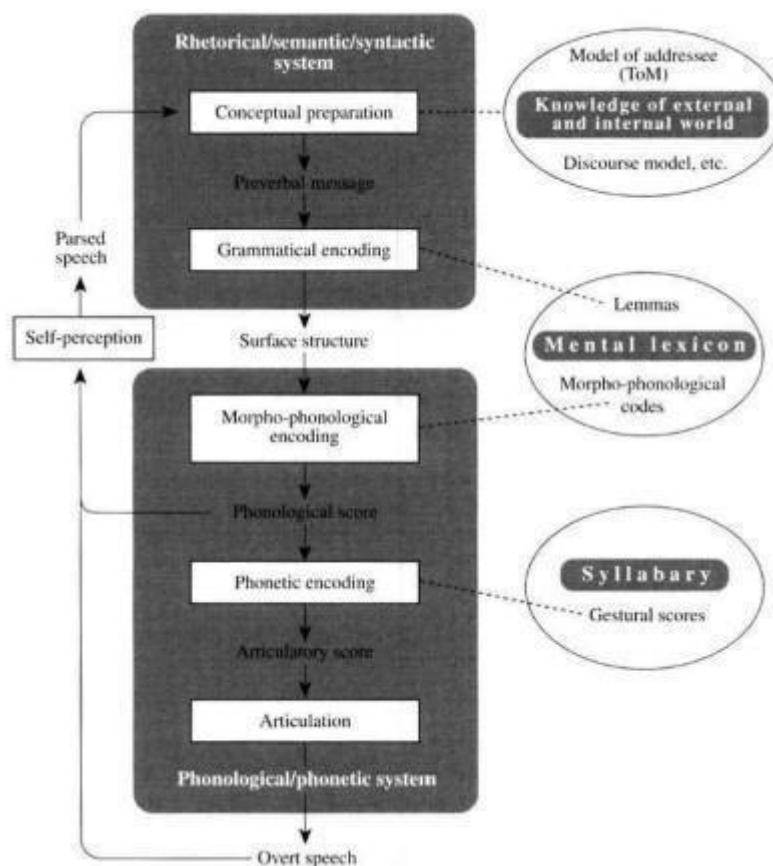 Rhetorical/semantic/syntactic
system
Conceptual preparation
Preverbal message
Grammatical encoding
Model of addressee
(ToM)
Knowledge of external
and internal world
Discourse model, etc.
Parsed
speech
Self-perception
Surface structure
Lemmas
Mental lexicon
Morpho-phonological
codes
Morpho-phonological
encoding
Phonological score
Phonetic encoding
Articulatory score
Articulation
Phonological/phonetic system
Syllabary
Gestural scores
Overt speech